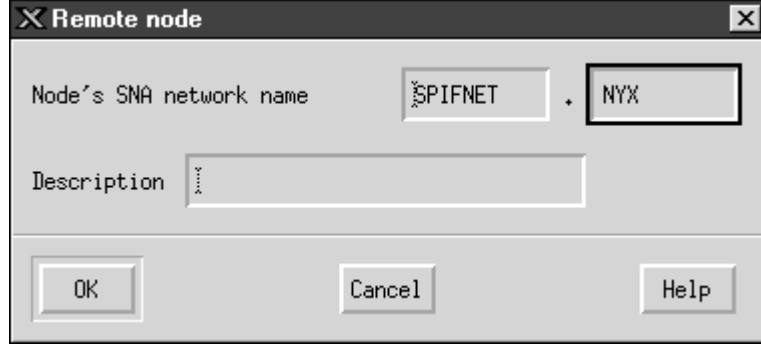 Remote node
Node's SNA network name SPIFNET . NYX
Description
OK Cancel Help